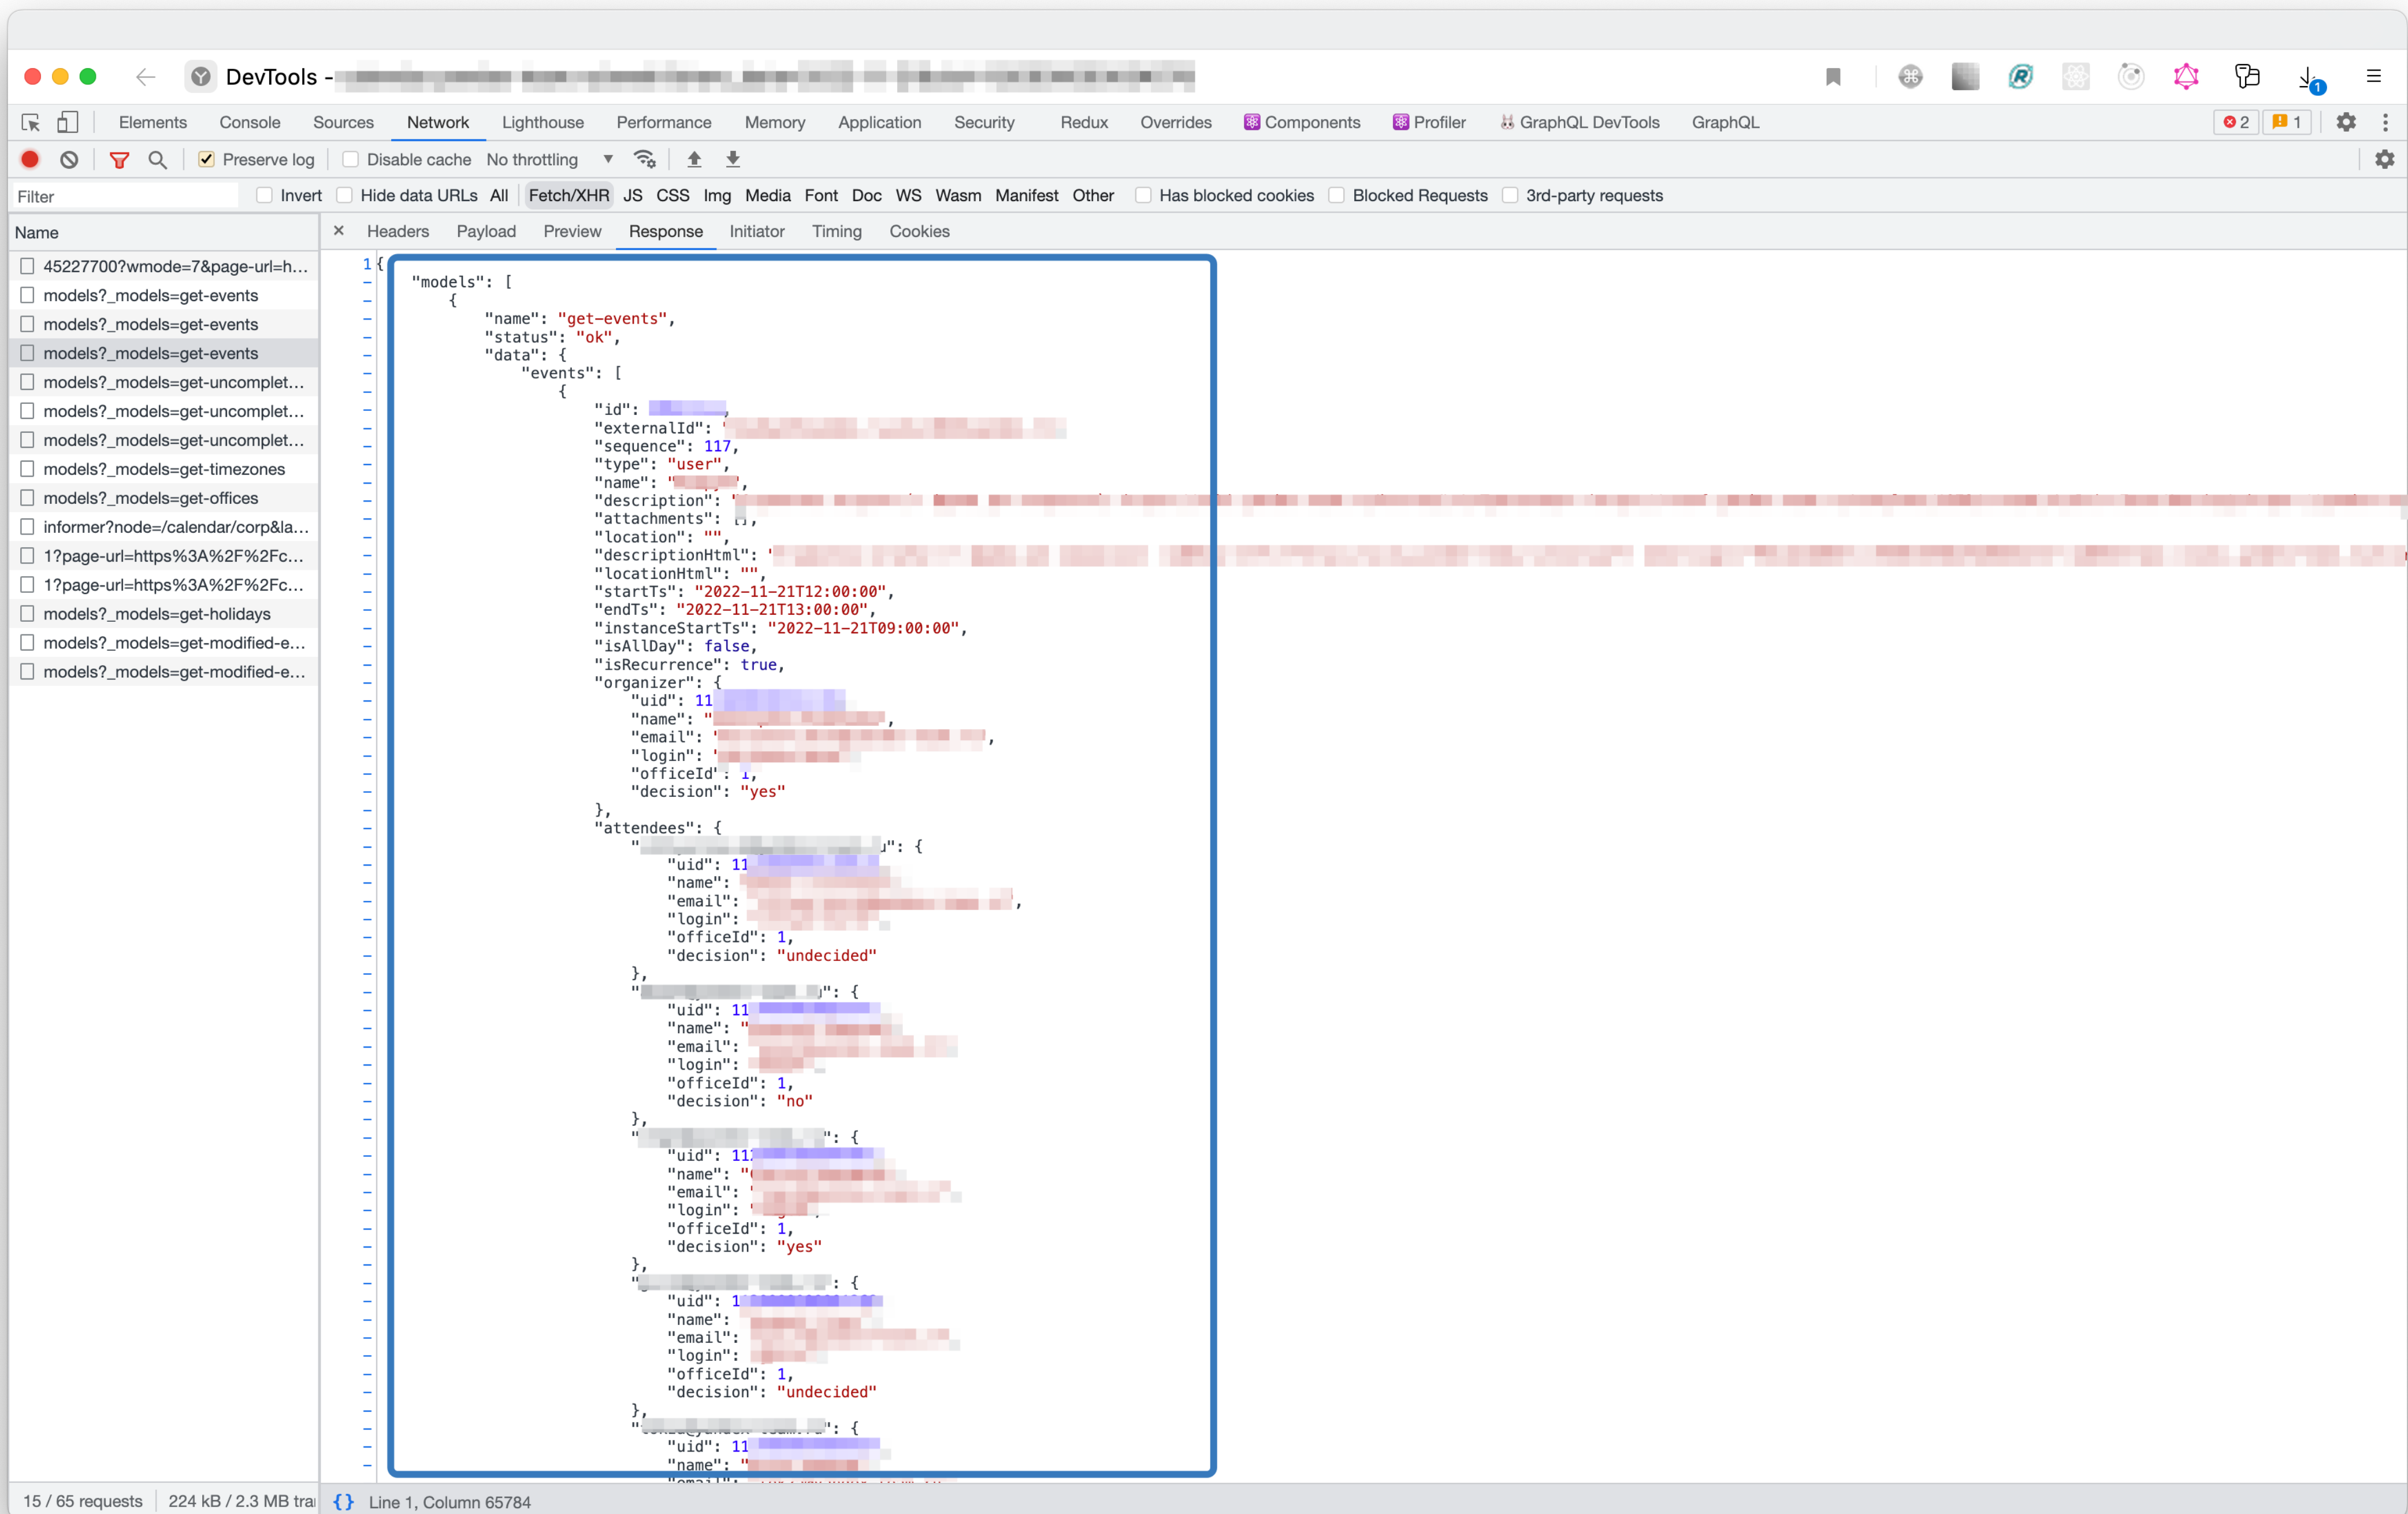 DevTools -
1
Elements Console Sources Network Lighthouse Performance Memory Application Security Redux Overrides Components Profiler GraphQL DevTools GraphQL 2 1
Preserve log Disable cache No throttling
Filter Invert Hide data URLs All Fetch/XHR JS CSS Img Media Font Doc WS Wasm Manifest Other Has blocked cookies Blocked Requests 3rd-party requests
Name
45227700?wmode=7&page-url=h...
models?_models=get-events
models?_models=get-events
models?_models=get-events
models?_models=get-uncomplet...
models?_models=get-uncomplet...
models?_models=get-uncomplet...
models?_models=get-timezones
models?_models=get-offices
informer?node=/calendar/corp&la...
1?page-url=https%3A%2F%2Fc...
1?page-url=https%3A%2F%2Fc...
models?_models=get-holidays
models?_models=get-modified-e...
models?_models=get-modified-e...
15 / 65 requests 224 kB / 2.3 MB tra
× Headers Payload Preview Response Initiator Timing Cookies
1 {
"models": [
{
"name": "get-events",
"status": "ok",
"data": {
"events": [
{
"id":
"externalId":
"sequence": 117,
"type": "user",
"name": "
"description":
"attachments": [],
"location": "",
"descriptionHtml":
"locationHtml": "",
"startTs": "2022-11-21T12:00:00",
"endTs": "2022-11-21T13:00:00",
"instanceStartTs": "2022-11-21T09:00:00",
"isAllDay": false,
"isRecurrence": true,
"organizer": {
"uid": 11
"name": "
"email":
"login":
"officeId": 1,
"decision": "yes"
},
"attendees": {
": {
"uid": 11
"name":
"email":
"login":
"officeId": 1,
"decision": "undecided"
},
": {
"uid": 11
"name": "
"email":
"login":
"officeId": 1,
"decision": "no"
},
": {
"uid": 11
"name": "
"email":
"login":
"officeId": 1,
"decision": "yes"
},
: {
"uid": 1
"name":
"email":
"login":
"officeId": 1,
"decision": "undecided"
},
": {
"uid": 11
"name": "
"email":
{} Line 1, Column 65784